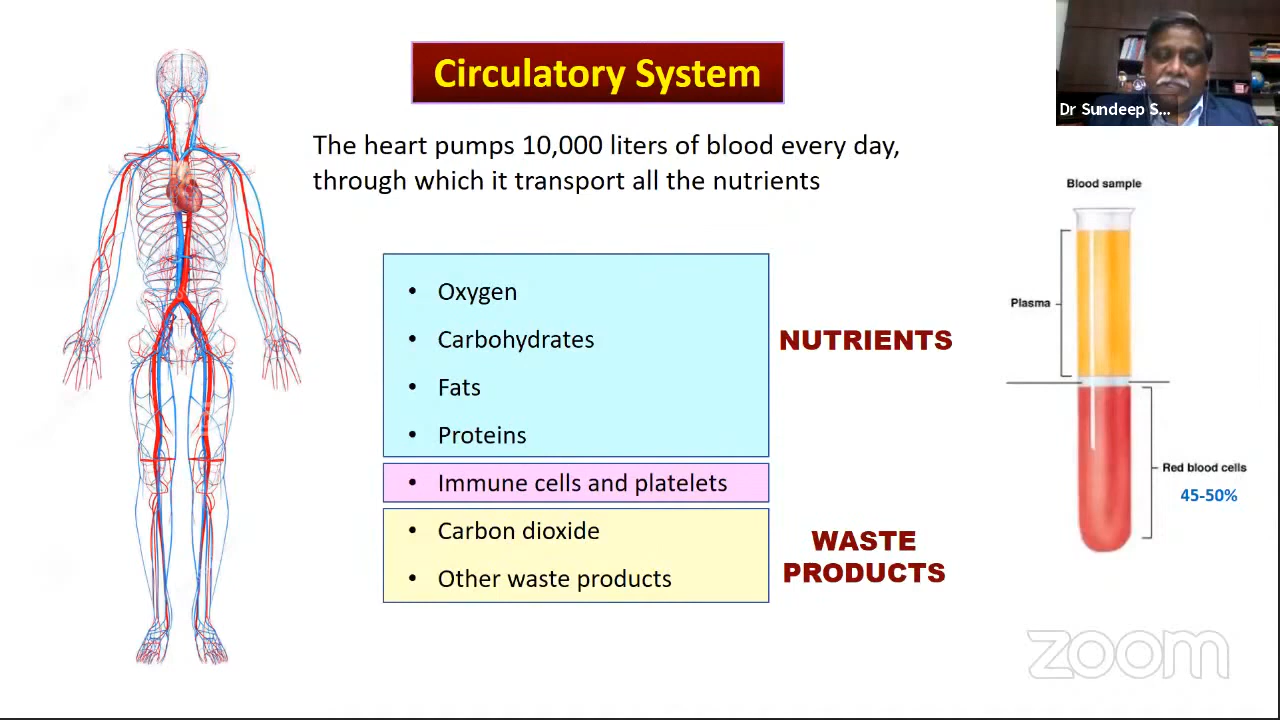 Circulatory System
Dr Sundeep S...
The heart pumps 10,000 liters of blood every day,
through which it transport all the nutrients
• Oxygen
• Carbohydrates
• Fats
• Proteins
NUTRIENTS
• Immune cells and platelets
• Carbon dioxide
• Other waste products
WASTE
PRODUCTS
Blood sample
Plasma
Red blood cells
45-50%
zoom